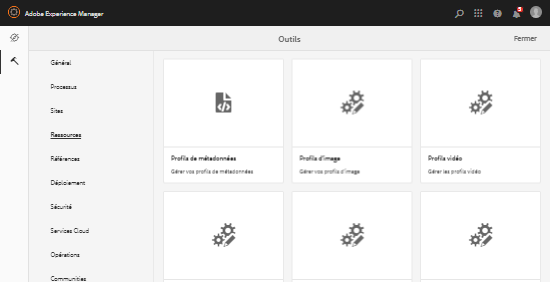 Adobe Experience Manager
5
Outils
Fermer
Général
Processus
Sites
Ressources
Références
Déploiement
Sécurité
Services Cloud
Opérations
Communities
Profils de métadonnées
Gérer vos profils de métadonnées
Profils d'image
Gérer vos profils d'image
Profils vidéo
Gérer les profils vidéo